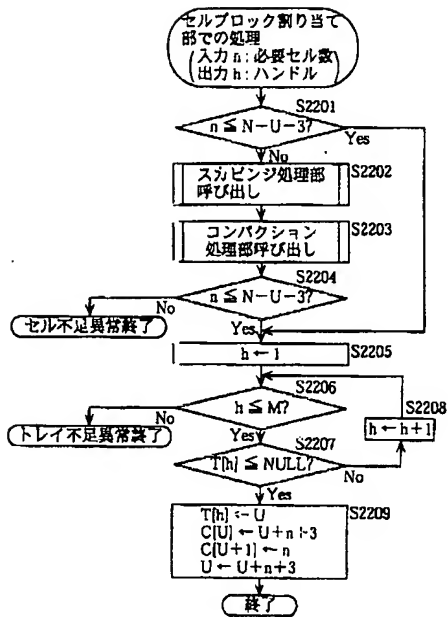 セルブロック割り当て
部での処理
(入力 n:必要セル数
出力 h:ハンドル)
S2201
n≦N-U-3?
Yes
No
スカビンジ処理部
呼び出し
S2202
コンパクション
処理部呼び出し
S2203
S2204
n≦N-U-3?
No
セル不足異常終了
Yes
h←1
S2205
S2206
h≦M?
S2208
h←h+1
No
トレイ不足異常終了
Yes
S2207
T[h]≦NULL?
No
Yes
T[h]←U
C[U]←U+n+3
C[U+1]←n
U←U+n+3
S2209
終了